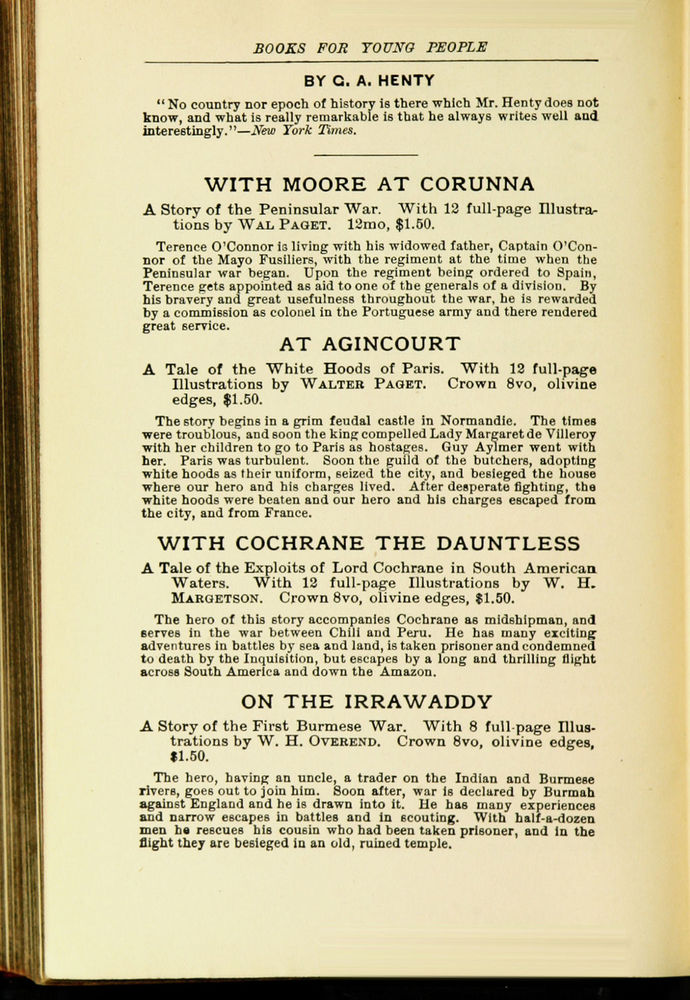 BOOKS FOR YOUNG PEOPLE
BY G. A. HENTY
“No country nor epoch of history is there which Mr. Henty does not
know, and what is really remarkable is that he always writes well and
interestingly.”—New York Times.
WITH MOORE AT CORUNNA
A Story of the Peninsular War. With 12 full-page Illustra-
tions by WAL PAGET. 12mo, $1.50.
Terence O'Connor is living with his widowed father, Captain O'Con-
nor of the Mayo Fusiliers, with the regiment at the time when the
Peninsular war began. Upon the regiment being ordered to Spain,
Terence gets appointed as aid to one of the generals of a division. By
his bravery and great usefulness throughout the war, he is rewarded
by a commission as colonel in the Portuguese army and there rendered
great service.
AT AGINCOURT
A Tale of the White Hoods of Paris. With 12 full-page
Illustrations by WALTER PAGET. Crown 8vo, olivine
edges, $1.50.
The story begins in a grim feudal castle in Normandie. The times
were troublous, and soon the king compelled Lady Margaret de Villeroy
with her children to go to Paris as hostages. Guy Aylmer went with
her. Paris was turbulent. Soon the guild of the butchers, adopting
white hoods as their uniform, seized the city, and besieged the house
where our hero and his charges lived. After desperate fighting, the
white hoods were beaten and our hero and his charges escaped from
the city, and from France.
WITH COCHRANE THE DAUNTLESS
A Tale of the Exploits of Lord Cochrane in South American
Waters. With 12 full-page Illustrations by W. H.
MARGETSON. Crown 8vo, olivine edges, $1.50.
The hero of this story accompanies Cochrane as midshipman, and
serves in the war between Chili and Peru. He has many exciting
adventures in battles by sea and land, is taken prisoner and condemned
to death by the Inquisition, but escapes by a long and thrilling flight
across South America and down the Amazon.
ON THE IRRAWADDY
A Story of the First Burmese War. With 8 full-page Illus-
trations by W. H. OVEREND. Crown 8vo, olivine edges,
$1.50.
The hero, having an uncle, a trader on the Indian and Burmese
rivers, goes out to join him. Soon after, war is declared by Burmah
against England and he is drawn into it. He has many experiences
and narrow escapes in battles and in scouting. With half-a-dozen
men he rescues his cousin who had been taken prisoner, and in the
flight they are besieged in an old, ruined temple.